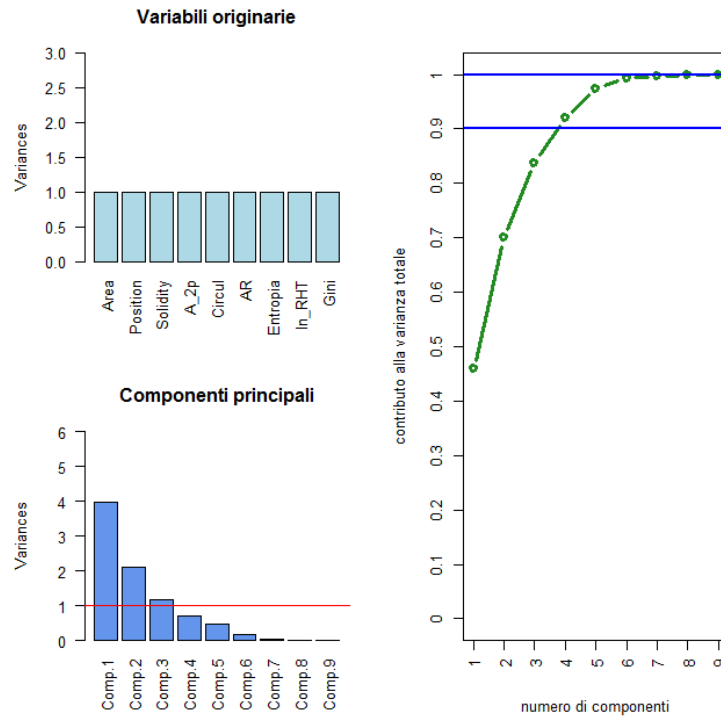 Variabili originarie
Variances
3.0
2.5
2.0
1.5
1.0
0.5
0.0
Area
Position
Solidity
A_2p
Circul
AR
Entropia
In_RHT
Gini
Componenti principali
Variances
6
5
4
3
2
1
0
Comp.1
Comp.2
Comp.3
Comp.4
Comp.5
Comp.6
Comp.7
Comp.8
Comp.9
contributo alla varianza totale
1
0.9
0.8
0.7
0.6
0.5
0.4
0.3
0.2
0.1
0
1
2
3
4
5
6
7
8
9
numero di componenti